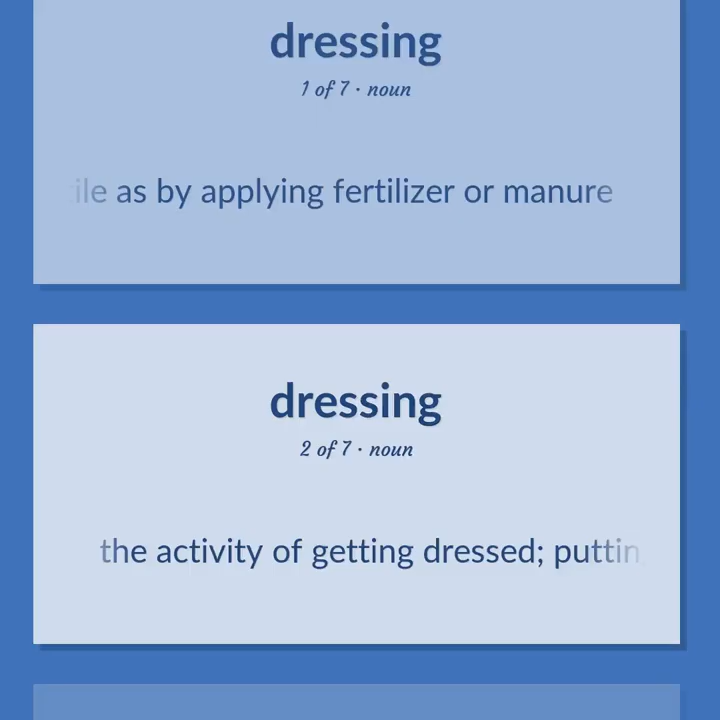 dressing
1 of 7 · noun
as by applying fertilizer or manure
dressing
2 of 7 · noun
the activity of getting dressed;